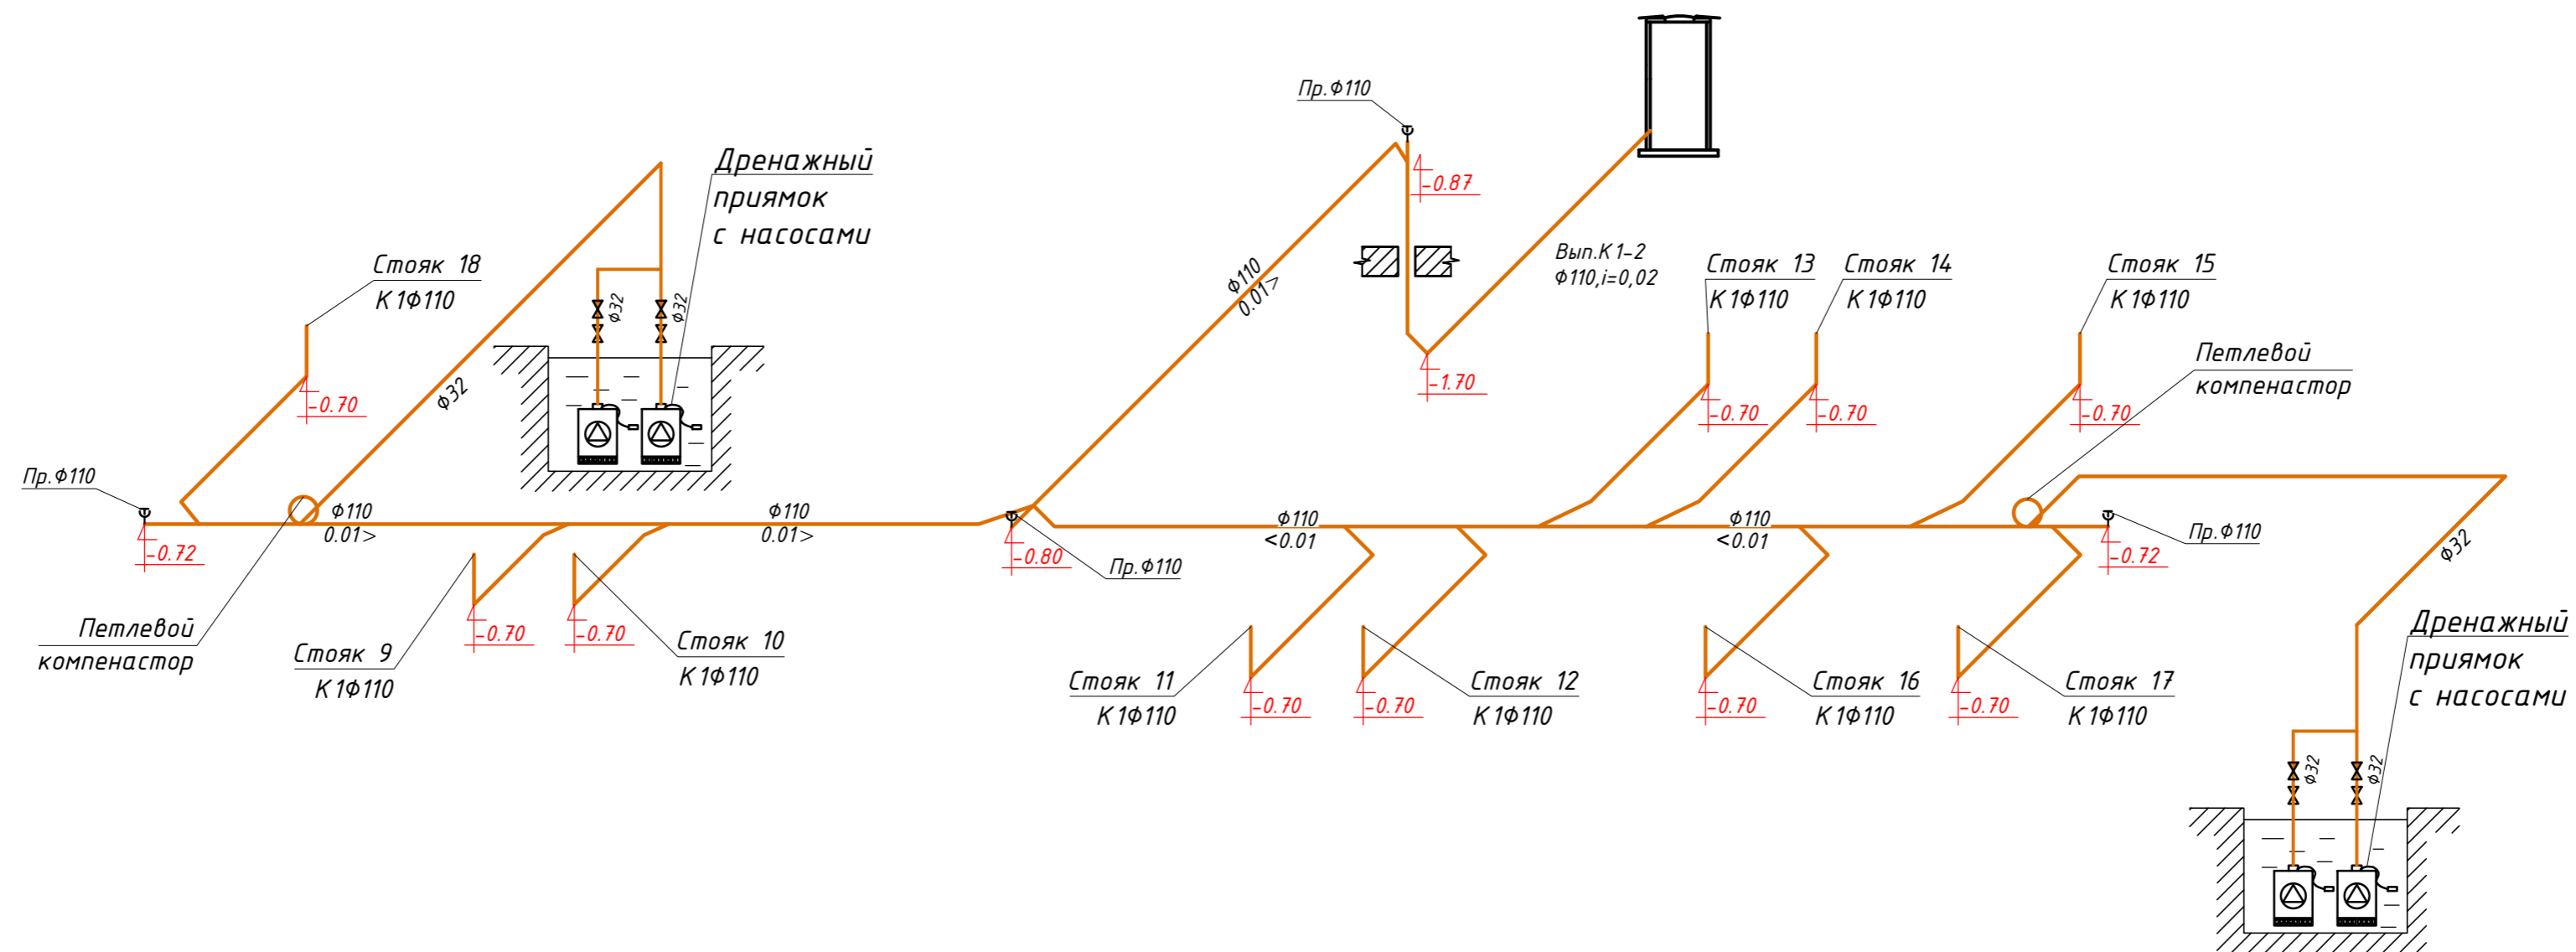 Пр.Ф110
Дренажный
приямок
с насосами
-0.87
Вып.К1-2
Ф110,i=0,02
Стояк 18
К1Ф110
Ф32
Ф32
Ф110
0.01>
Стояк 13
К1Ф110
Стояк 14
К1Ф110
Стояк 15
К1Ф110
Петлевой
компенастор
-0.70
Ф32
-1.70
-0.70
-0.70
-0.70
Пр.Ф110
Ф110
0.01>
Ф110
0.01>
Ф110
<0.01
Ф110
<0.01
Пр.Ф110
Ф32
-0.72
-0.80
Пр.Ф110
-0.72
Петлевой
компенастор
-0.70
-0.70
Стояк 9
К1Ф110
Стояк 10
К1Ф110
Стояк 11
К1Ф110
-0.70
-0.70
Стояк 12
К1Ф110
-0.70
Стояк 16
К1Ф110
-0.70
Стояк 17
К1Ф110
Дренажный
приямок
с насосами
Ф32
Ф32